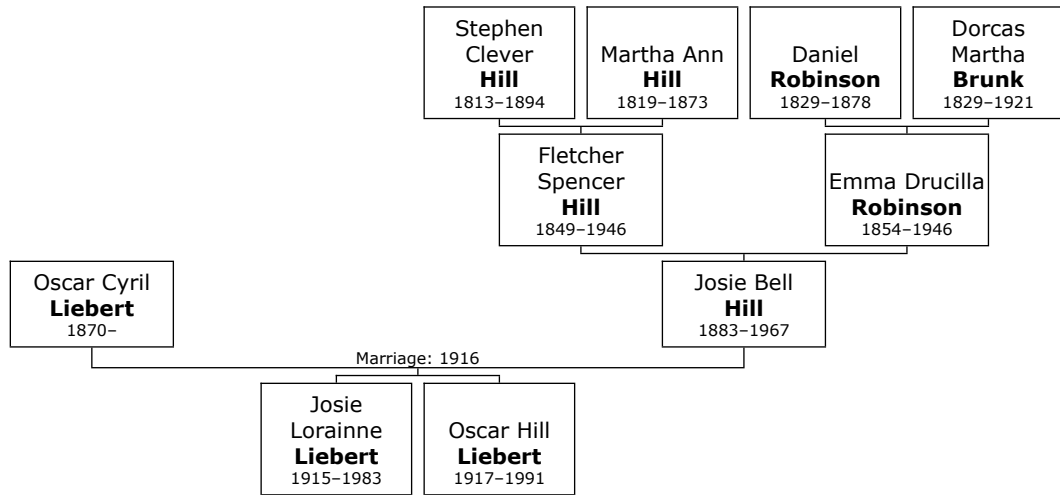 Stephen
Clever
Hill
1813–1894
Martha Ann
Hill
1819–1873
Daniel
Robinson
1829–1878
Dorcas
Martha
Brunk
1829–1921
Fletcher
Spencer
Hill
1849–1946
Emma Drucilla
Robinson
1854–1946
Oscar Cyril
Liebert
1870–
Josie Bell
Hill
1883–1967
Marriage: 1916
Josie
Lorainne
Liebert
1915–1983
Oscar Hill
Liebert
1917–1991